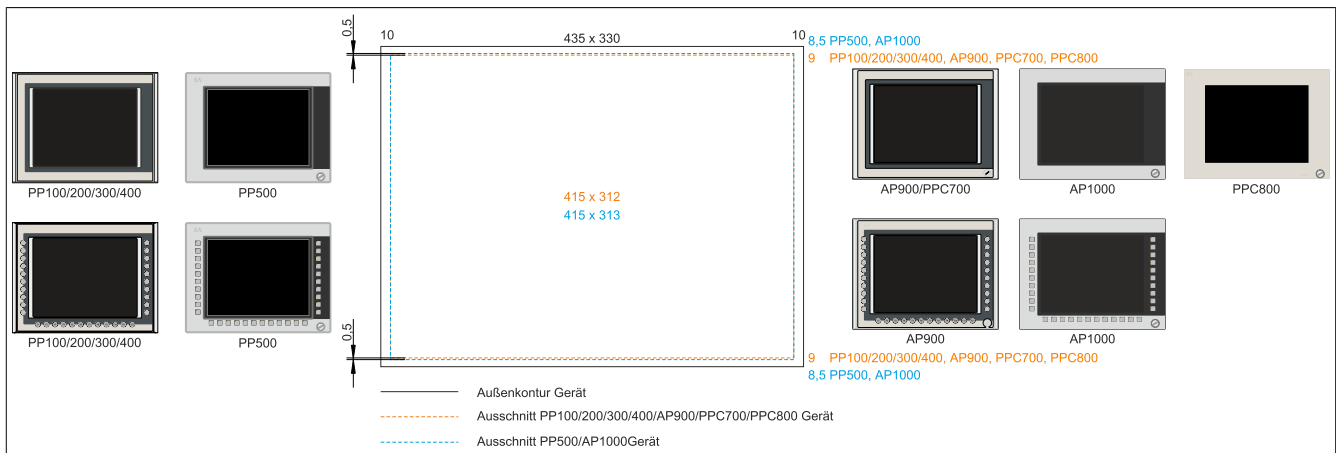 0,5
10
435 x 330
10
8,5 PP500, AP1000
9 PP100/200/300/400, AP900, PPC700, PPC800
PP100/200/300/400
PP500
AP900/PPC700
AP1000
PPC800
415 x 312
415 x 313
0,5
PP100/200/300/400
PP500
AP900
AP1000
9 PP100/200/300/400, AP900, PPC700, PPC800
8,5 PP500, AP1000
Außenkontur Gerät
Ausschnitt PP100/200/300/400/AP900/PPC700/PPC800 Gerät
Ausschnitt PP500/AP1000Gerät